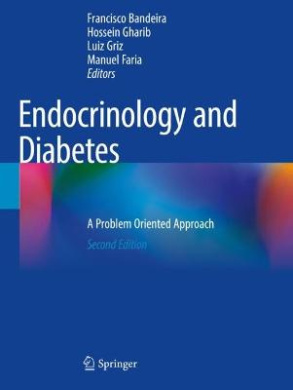 Francisco Bandeira
Hossein Gharib
Luiz Griz
Manuel Faria
Editors
Endocrinology and
Diabetes
A Problem Oriented Approach
Second Edition
Springer